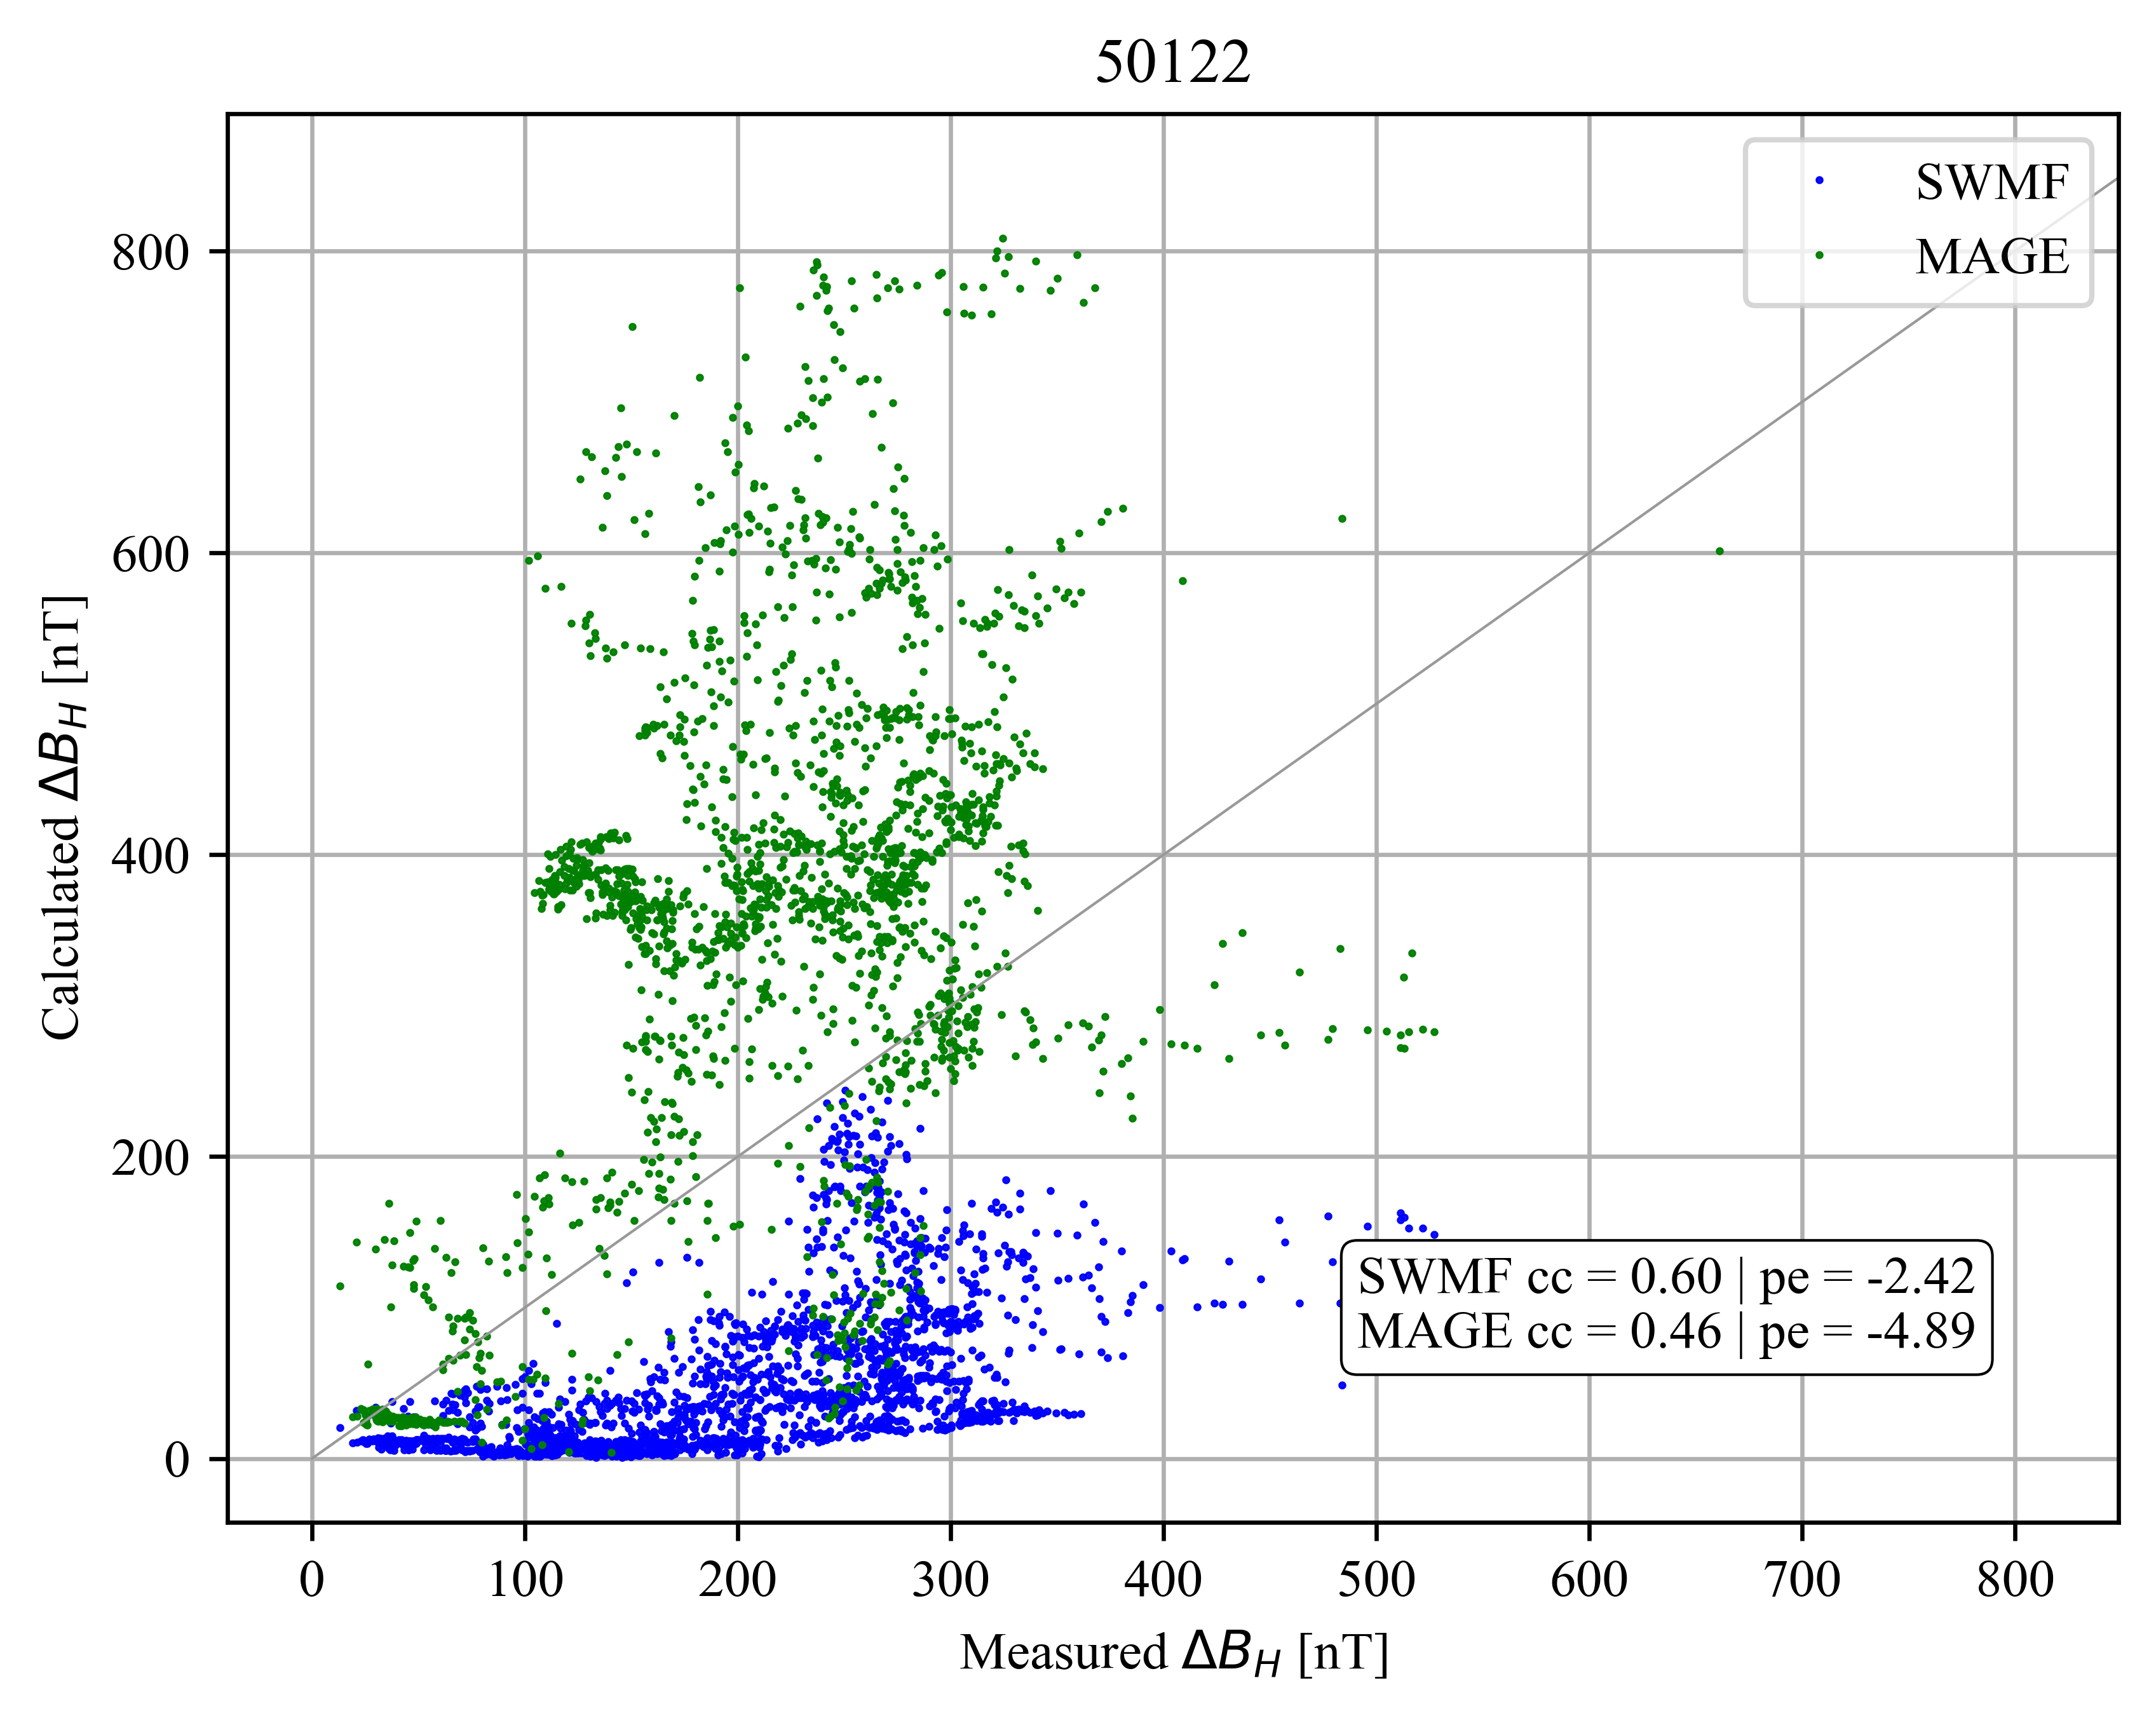 50122
SWMF
MAGE
800
600
400
200
0
Calculated ΔB_H [nT]
SWMF cc = 0.60 | pe = -2.42
MAGE cc = 0.46 | pe = -4.89
0 100 200 300 400 500 600 700 800
Measured ΔB_H [nT]